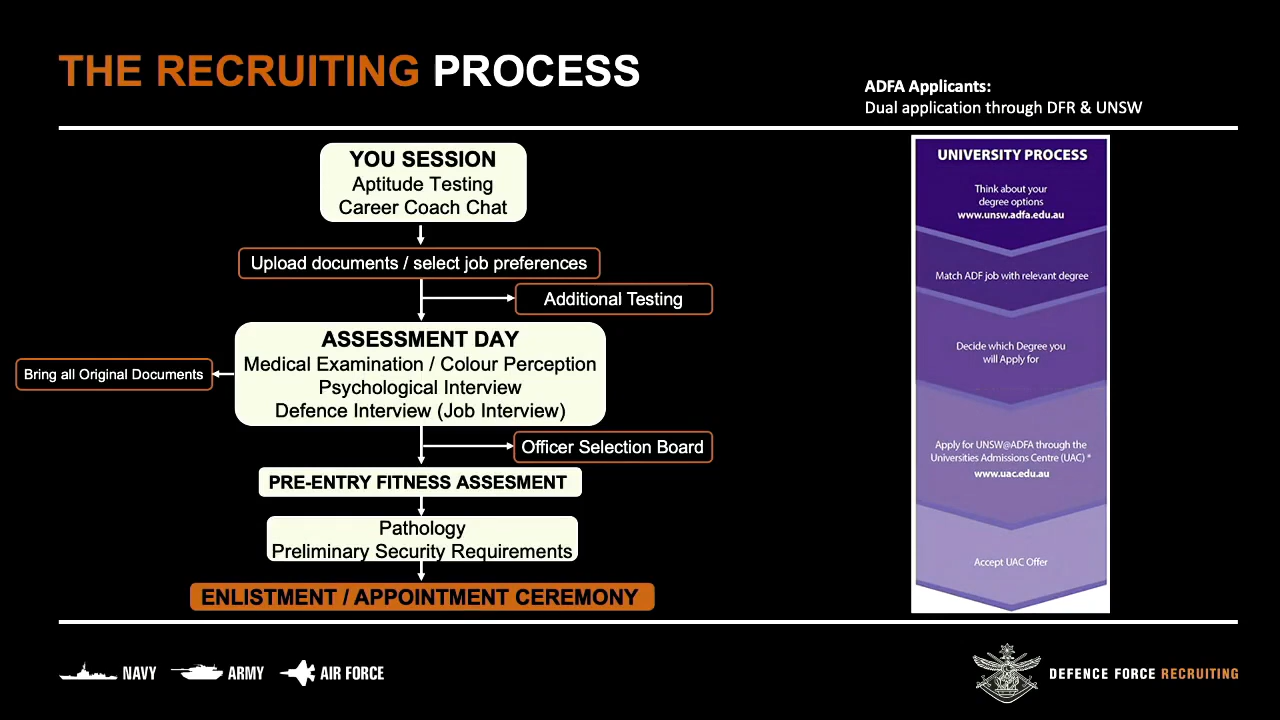 THE RECRUITING PROCESS
ADFA Applicants:
Dual application through DFR & UNSW
YOU SESSION
Aptitude Testing
Career Coach Chat
Upload documents / select job preferences
Additional Testing
ASSESSMENT DAY
Medical Examination / Colour Perception
Psychological Interview
Defence Interview (Job Interview)
Bring all Original Documents
Officer Selection Board
PRE-ENTRY FITNESS ASSESMENT
Pathology
Preliminary Security Requirements
ENLISTMENT / APPOINTMENT CEREMONY
UNIVERSITY PROCESS
Think about your
degree options
www.unsw.adfa.edu.au
Match ADF job with relevant degree
Decide which Degree you
will Apply for
Apply for UNSW@ADFA through the
Universities Admissions Centre (UAC) *
www.uac.edu.au
Accept UAC Offer
NAVY ARMY AIR FORCE
DEFENCE FORCE RECRUITING